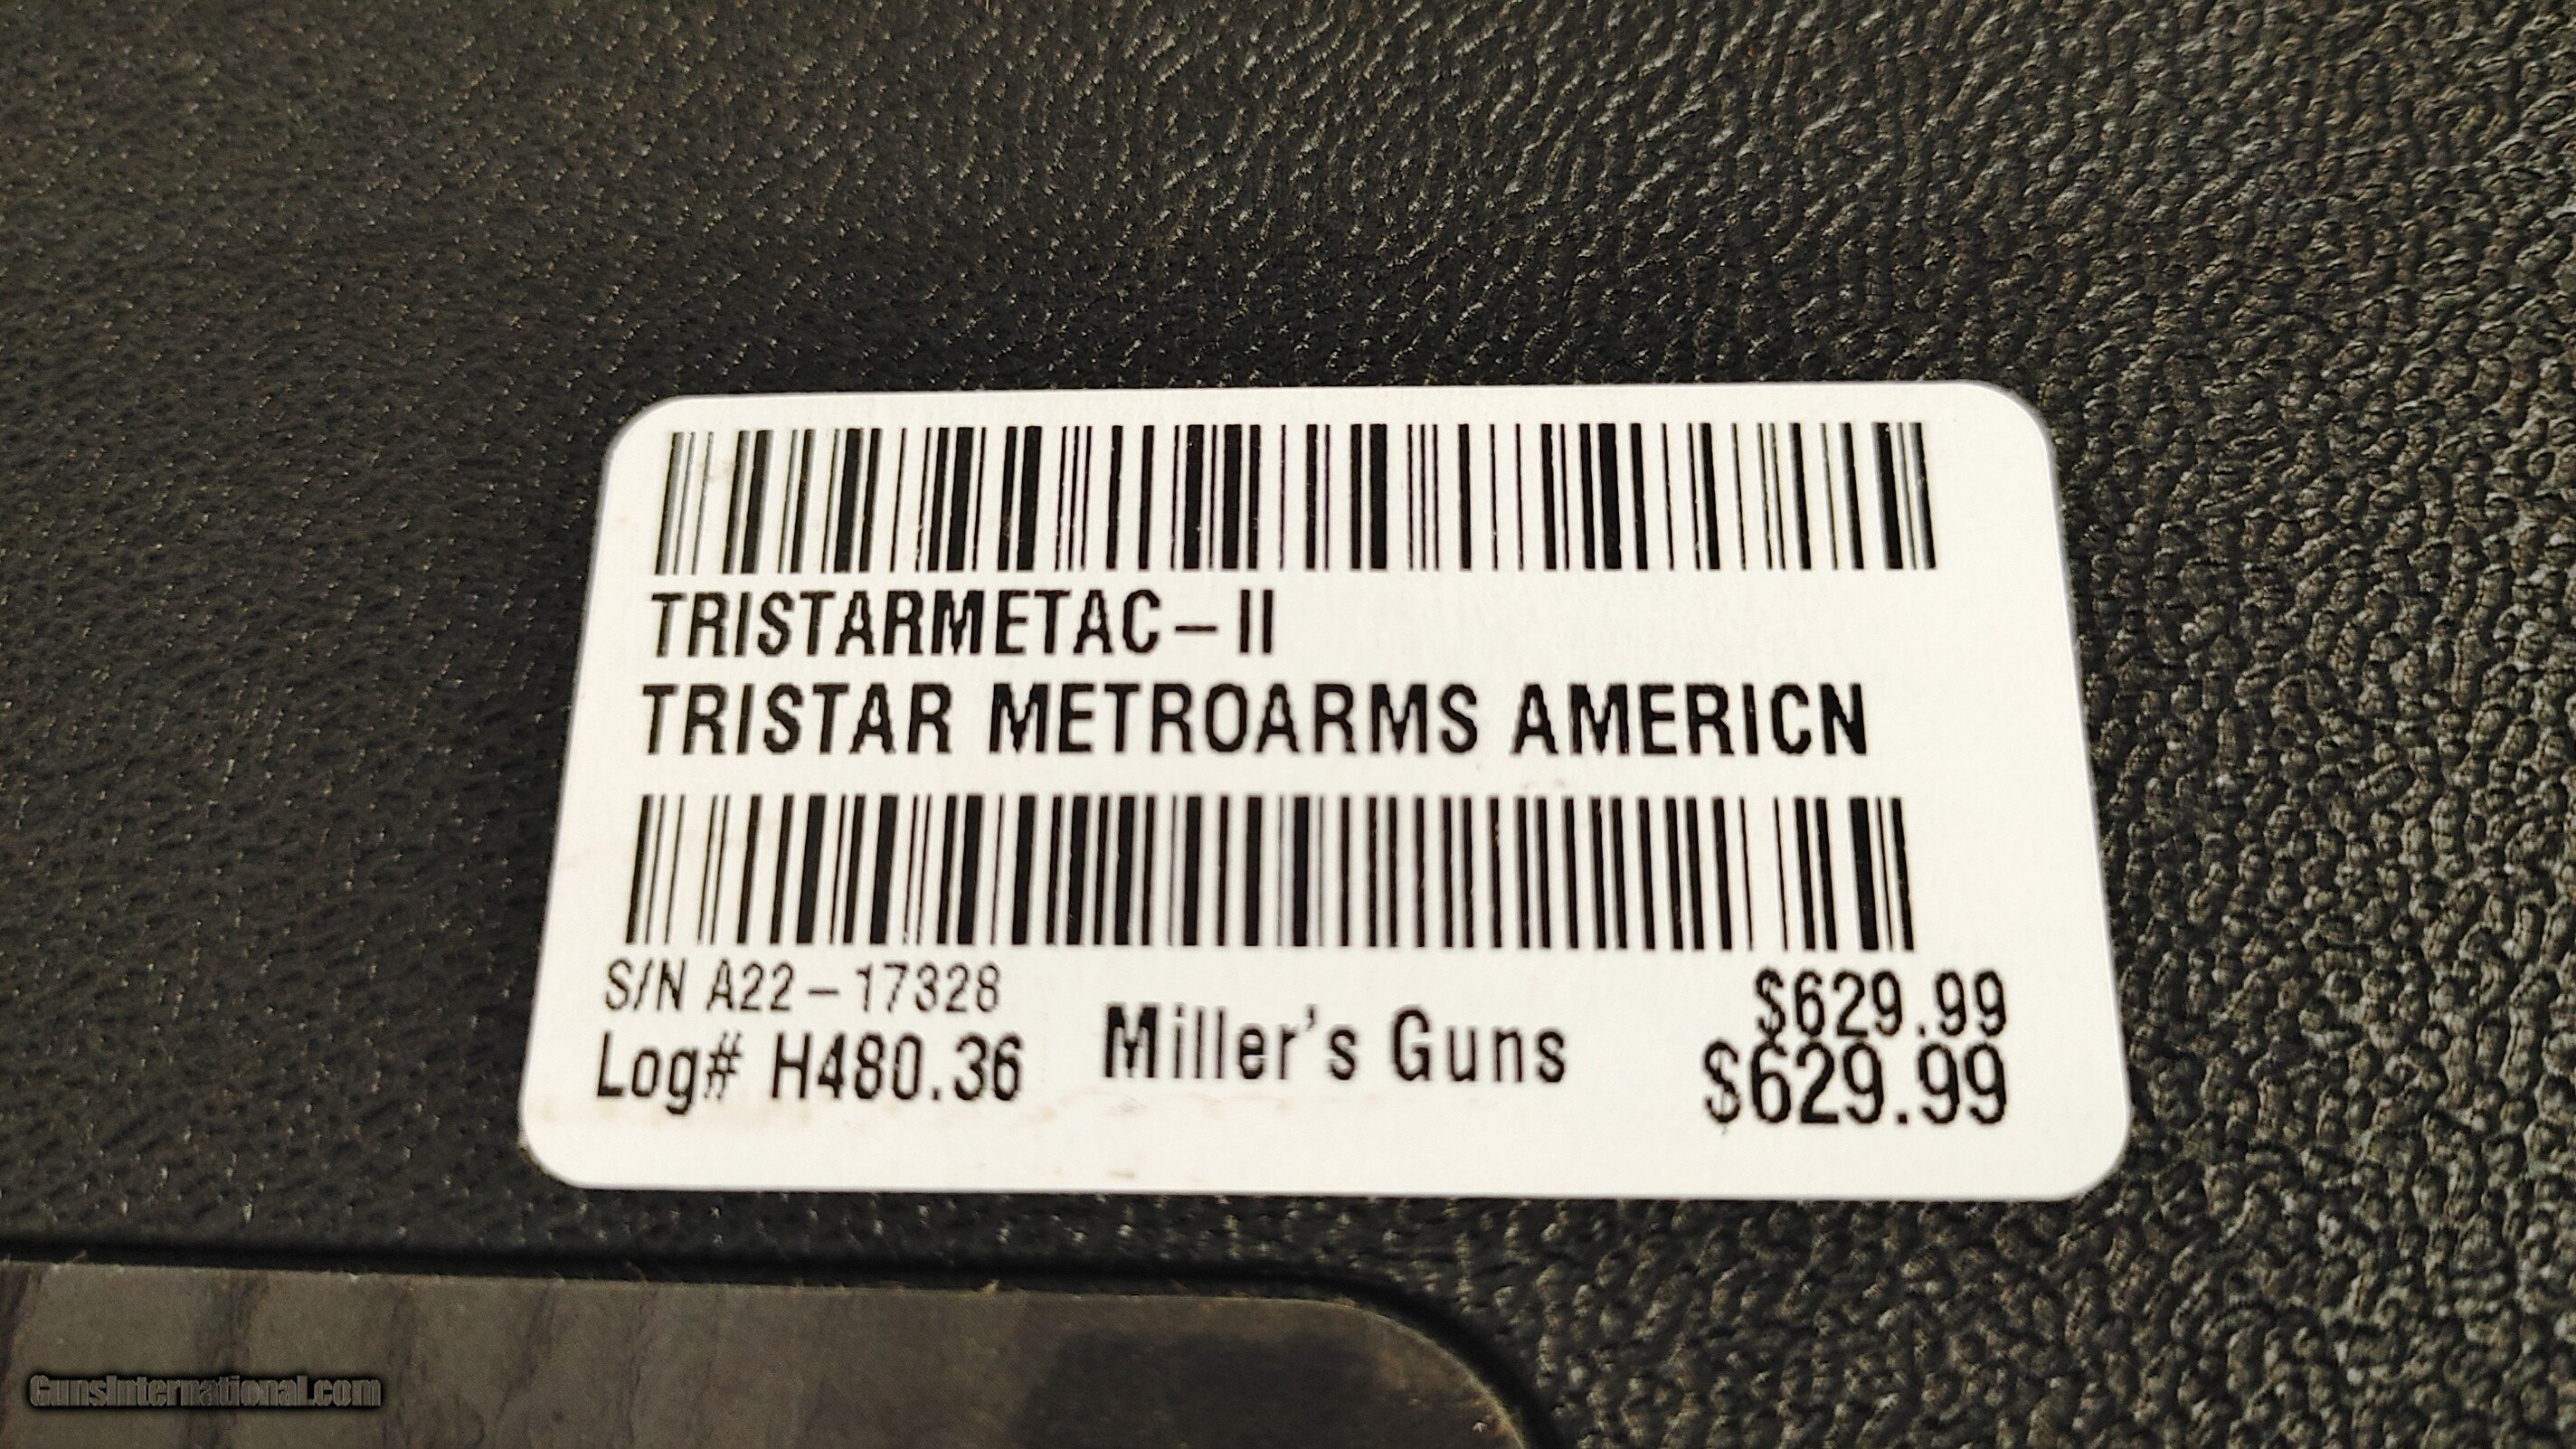 TRISTARMETAC-II
TRISTAR METROARMS AMERICN
S/N A22-17328
Log# H480.36
Miller's Guns
$629.99
$629.99
GunsInternational.com